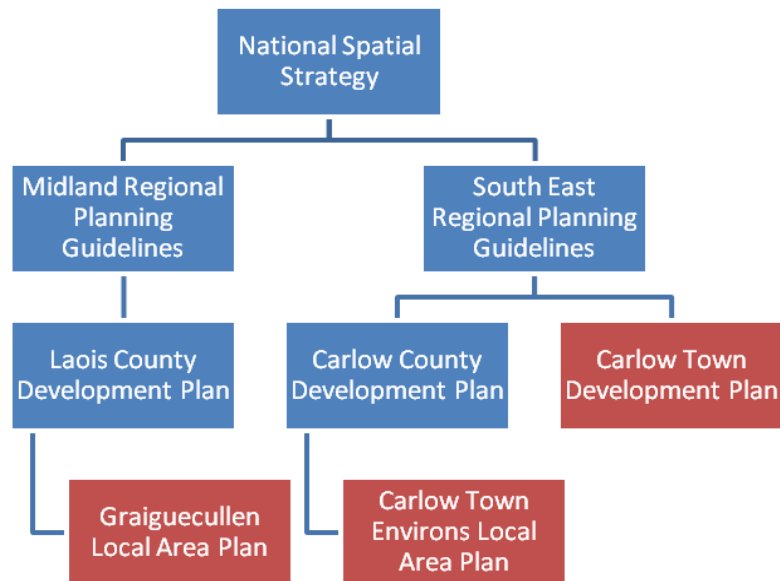 National Spatial
Strategy
Midland Regional
Planning
Guidelines
South East
Regional Planning
Guidelines
Laois County
Development Plan
Carlow County
Development Plan
Carlow Town
Development Plan
Graiguecullen
Local Area Plan
Carlow Town
Environs Local
Area Plan